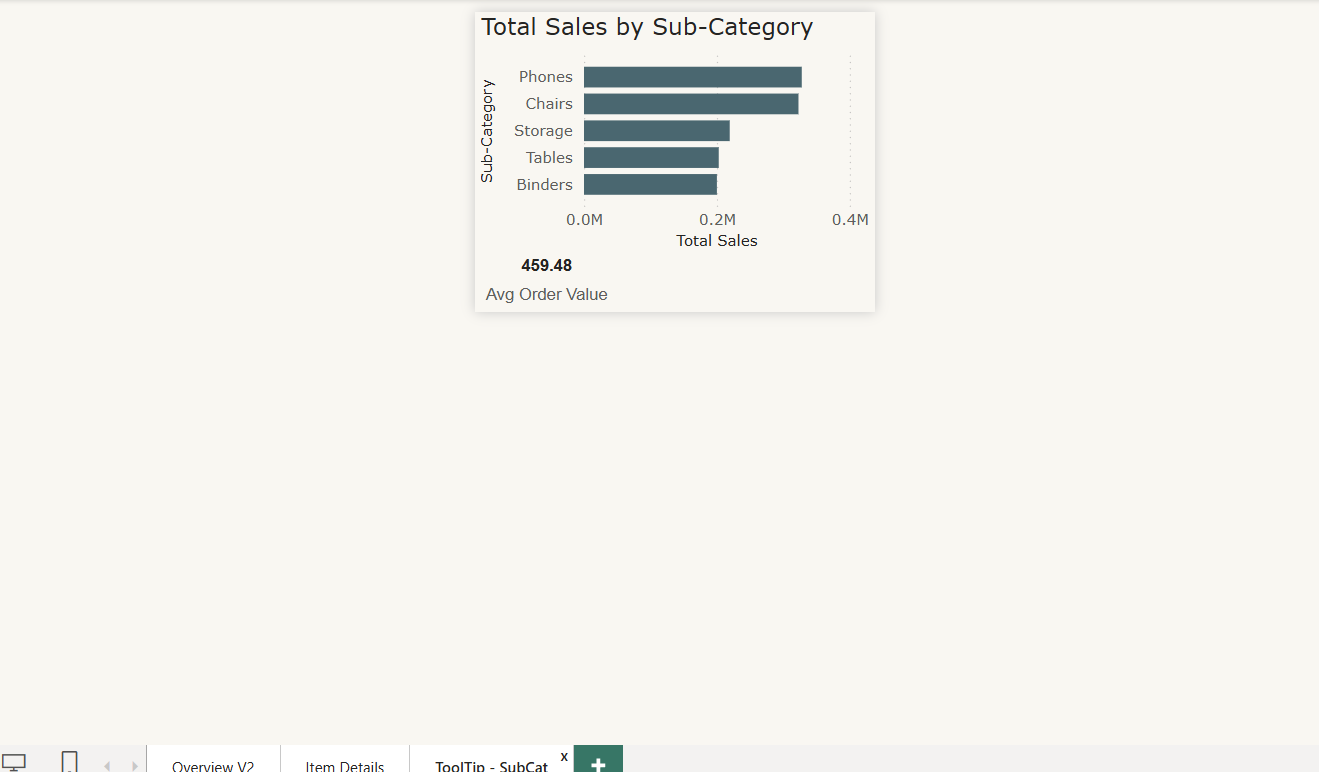 Total Sales by Sub-Category
Sub-Category
Phones
Chairs
Storage
Tables
Binders
0.0M 0.2M 0.4M
Total Sales
459.48
Avg Order Value
Overview V2 Item Details ToolTip - SubCat x +